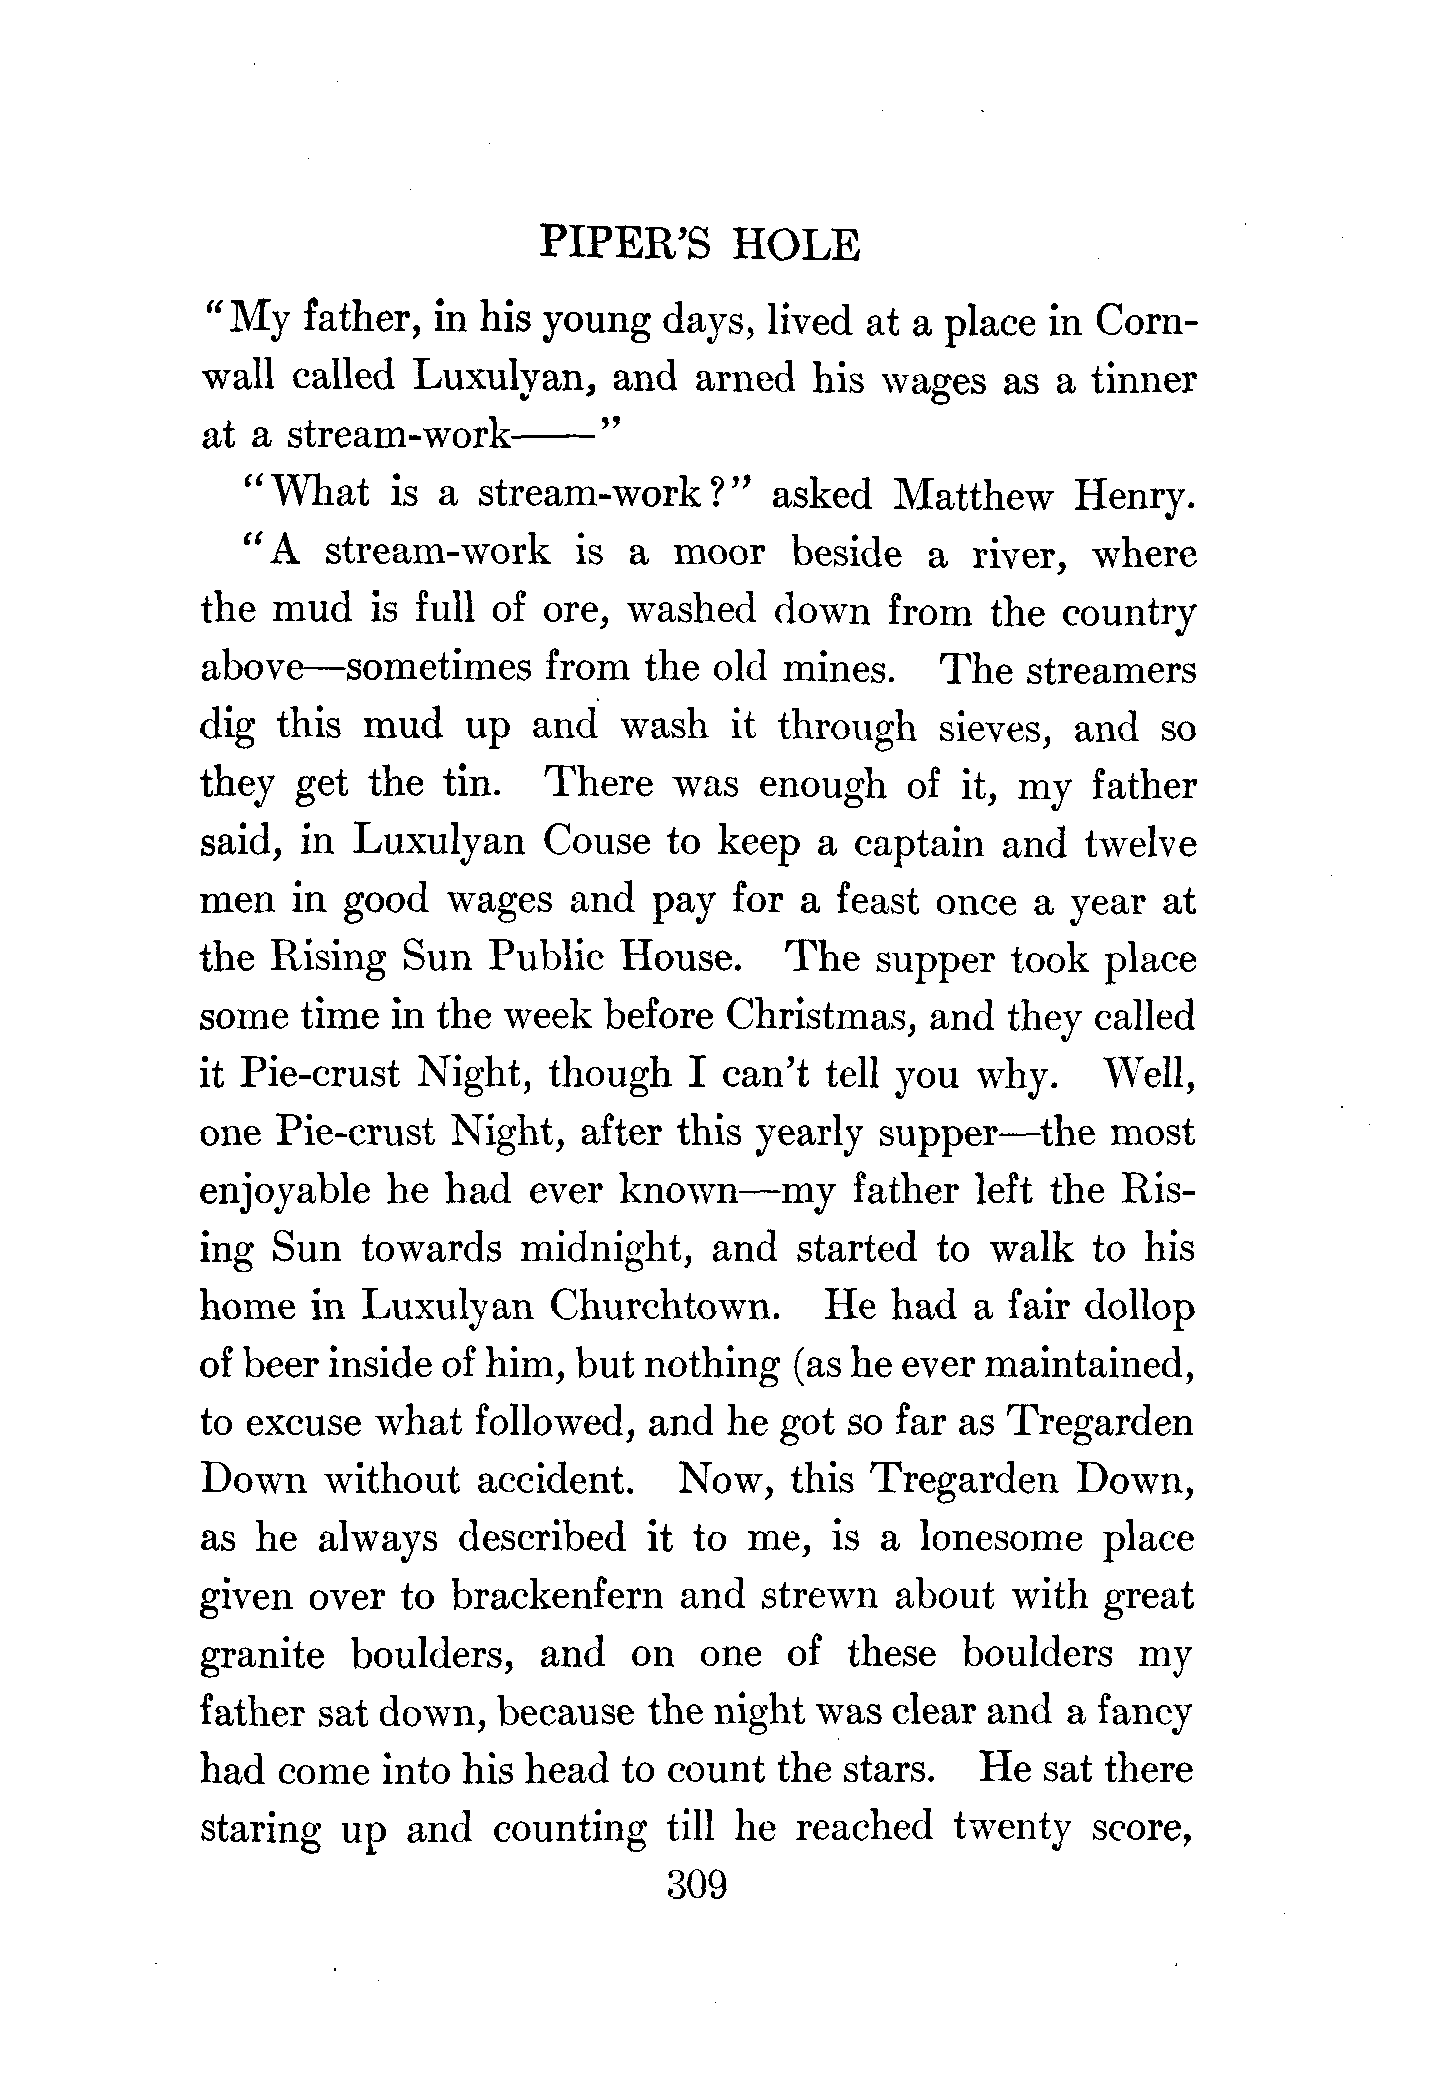 PIPER'S HOLE
"My father, in his young days, lived at a place in Corn-
wall called Luxulyan, and arned his wages as a tinner
at a stream-work——"
"What is a stream-work?" asked Matthew Henry.
"A stream-work is a moor beside a river, where
the mud is full of ore, washed down from the country
above—sometimes from the old mines. The streamers
dig this mud up and wash it through sieves, and so
they get the tin. There was enough of it, my father
said, in Luxulyan Couse to keep a captain and twelve
men in good wages and pay for a feast once a year at
the Rising Sun Public House. The supper took place
some time in the week before Christmas, and they called
it Pie-crust Night, though I can't tell you why. Well,
one Pie-crust Night, after this yearly supper—the most
enjoyable he had ever known—my father left the Ris-
ing Sun towards midnight, and started to walk to his
home in Luxulyan Churchtown. He had a fair dollop
of beer inside of him, but nothing (as he ever maintained,
to excuse what followed, and he got so far as Tregarden
Down without accident. Now, this Tregarden Down,
as he always described it to me, is a lonesome place
given over to brackenfern and strewn about with great
granite boulders, and on one of these boulders my
father sat down, because the night was clear and a fancy
had come into his head to count the stars. He sat there
staring up and counting till he reached twenty score,
309